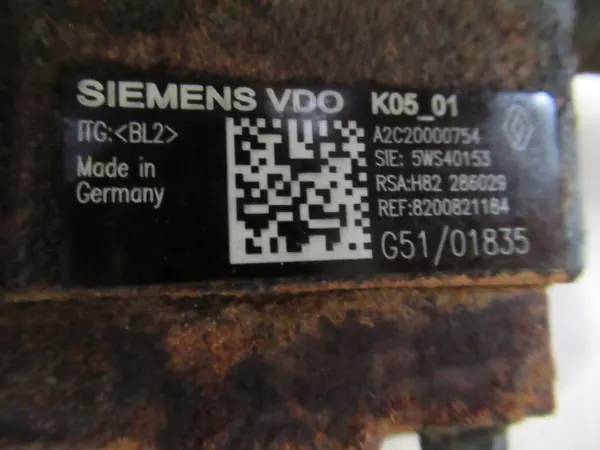 SIEMENS VDO K05_01
ITG:<BL2>
A2C20000754
Made in
Germany
SIE: 5WS40153
RSA:H82 286029
REF:8200821184
G51/01835